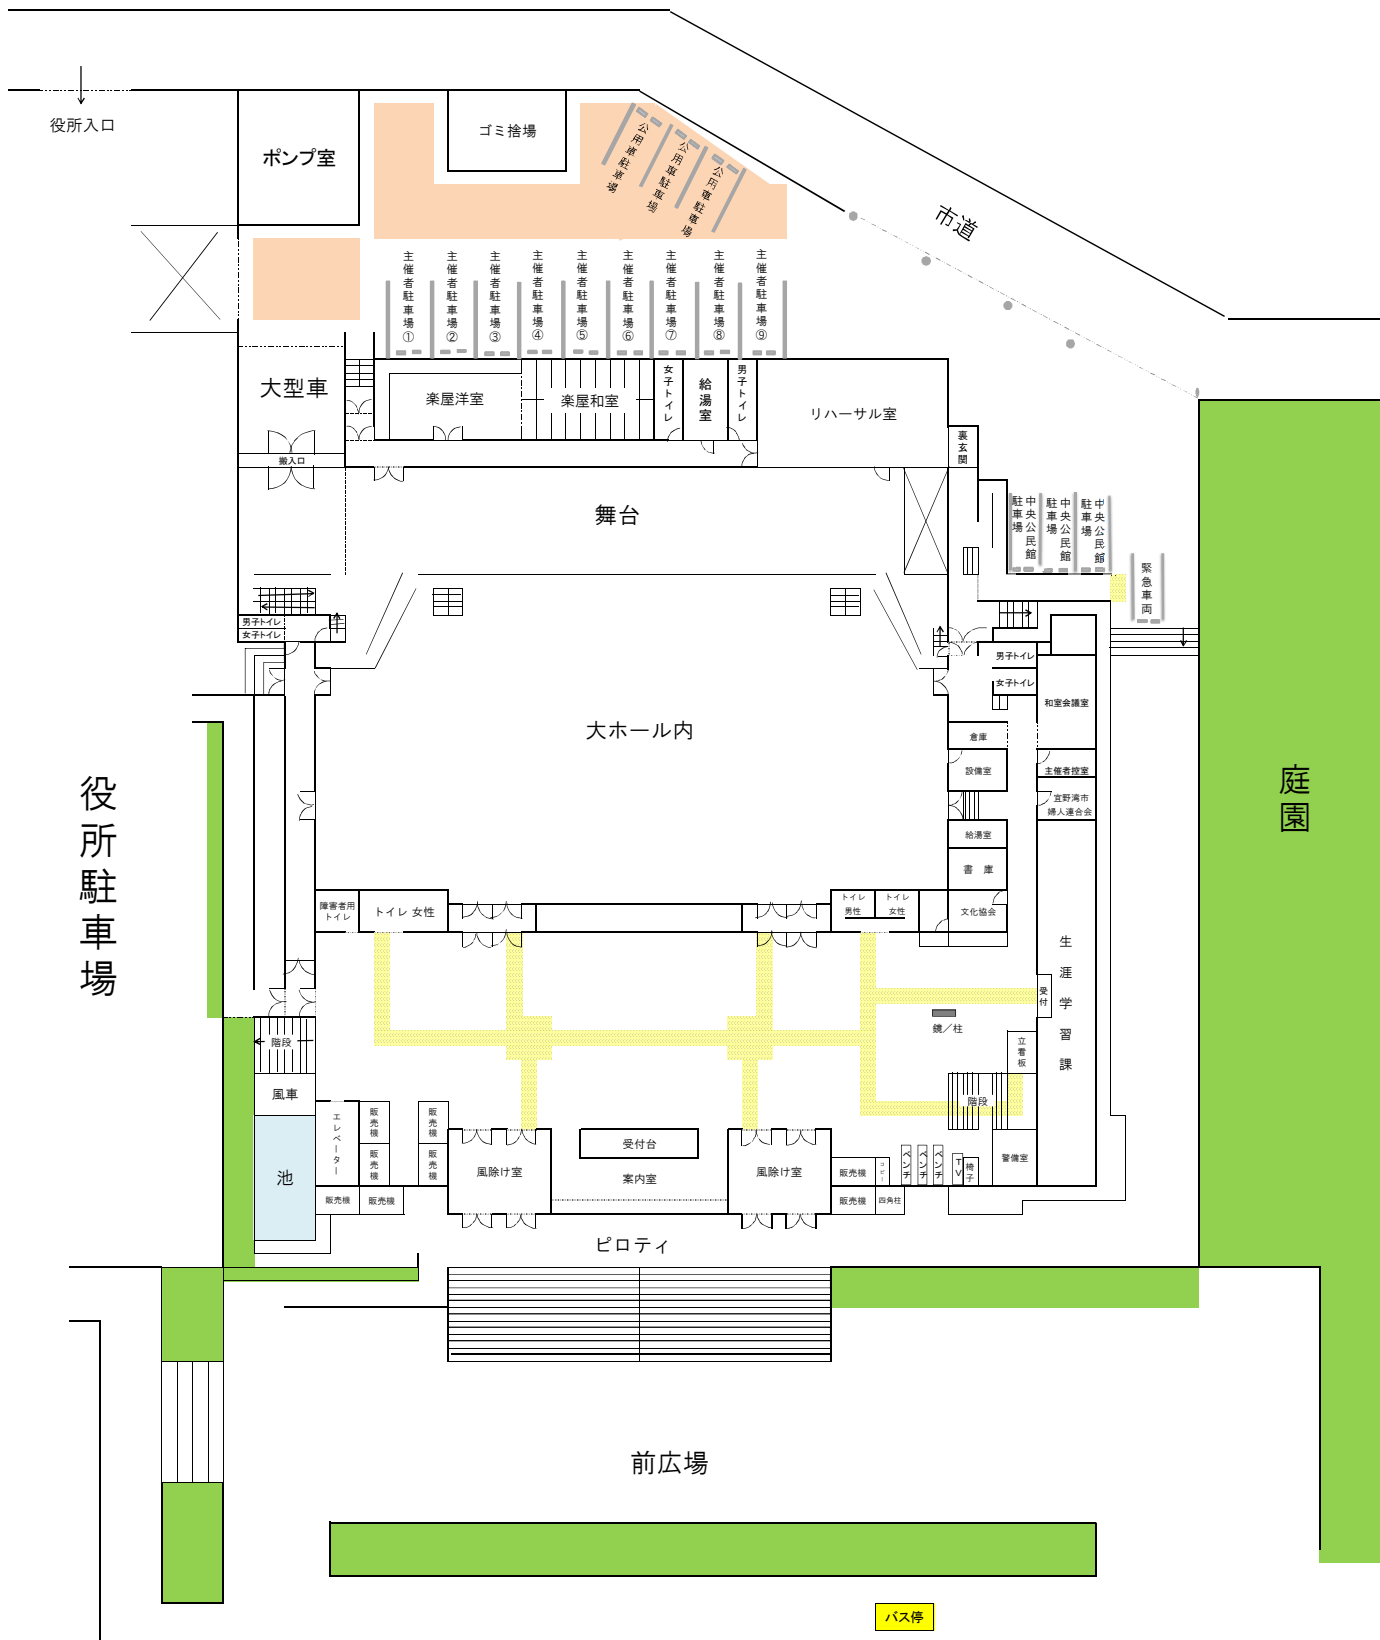 役所入口
ポンプ室
ゴミ捨場
公用車駐車場
公用車駐車場
公用車駐車場
市道
主催者駐車場①
主催者駐車場②
主催者駐車場③
主催者駐車場④
主催者駐車場⑤
主催者駐車場⑥
主催者駐車場⑦
主催者駐車場⑧
主催者駐車場⑨
大型車
楽屋洋室
楽屋和室
女子トイレ
給湯室
男子トイレ
リハーサル室
裏玄関
搬入口
舞台
中央公民館
駐車場
中央公民館
駐車場
中央公民館
駐車場
緊急車両
男子トイレ
女子トイレ
男子トイレ
女子トイレ
和室会議室
大ホール内
倉庫
設備室
主催者控室
宜野湾市
婦人連合会
給湯室
書 庫
文化協会
役所駐車場
庭園
障害者用
トイレ
トイレ 女性
トイレ
男性
トイレ
女性
生涯学習課
受付
鏡／柱
立看板
階段
風車
池
エレベーター
販売機
販売機
販売機
販売機
販売機
販売機
風除け室
受付台
案内室
風除け室
販売機
コピー
販売機
四角柱
ベンチ
ベンチ
ベンチ
TV
椅子
階段
警備室
ピロティ
前広場
バス停